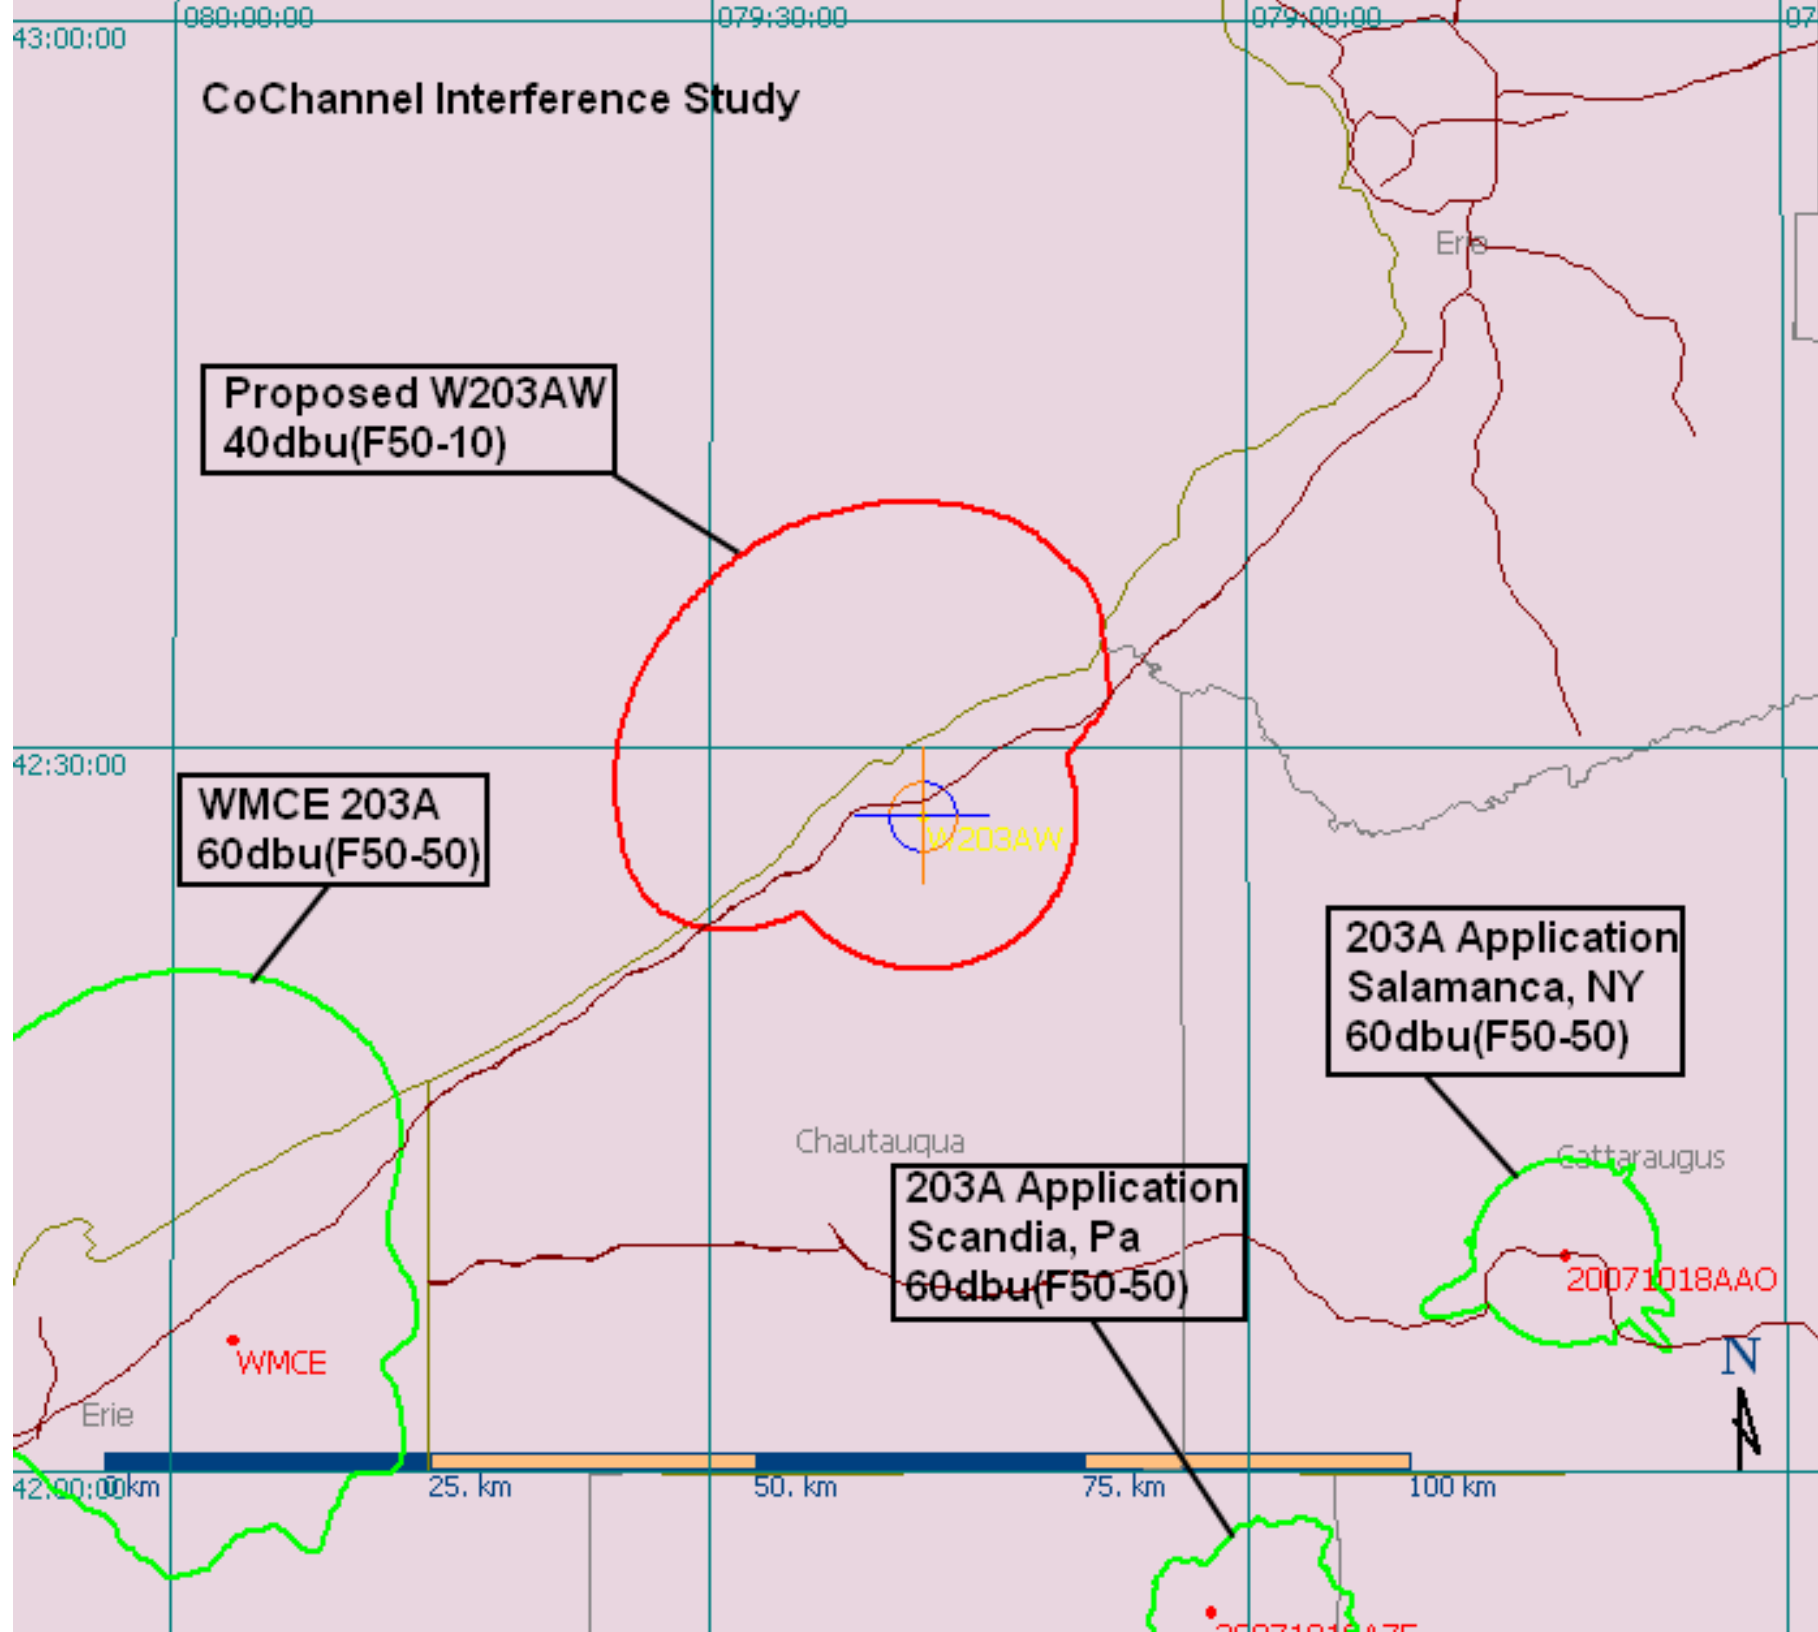 080:00:00
079:30:00
079:00:00
07
43:00:00
CoChannel Interference Study
Erie
Proposed W203AW
40dbu(F50-10)
42:30:00
WMCE 203A
60dbu(F50-50)
W203AW
203A Application
Salamanca, NY
60dbu(F50-50)
Chautauqua
Cattaraugus
203A Application
Scandia, Pa
60dbu(F50-50)
20071018AAO
N
WMCE
Erie
42:00:00
0 km
25. km
50. km
75. km
100 km